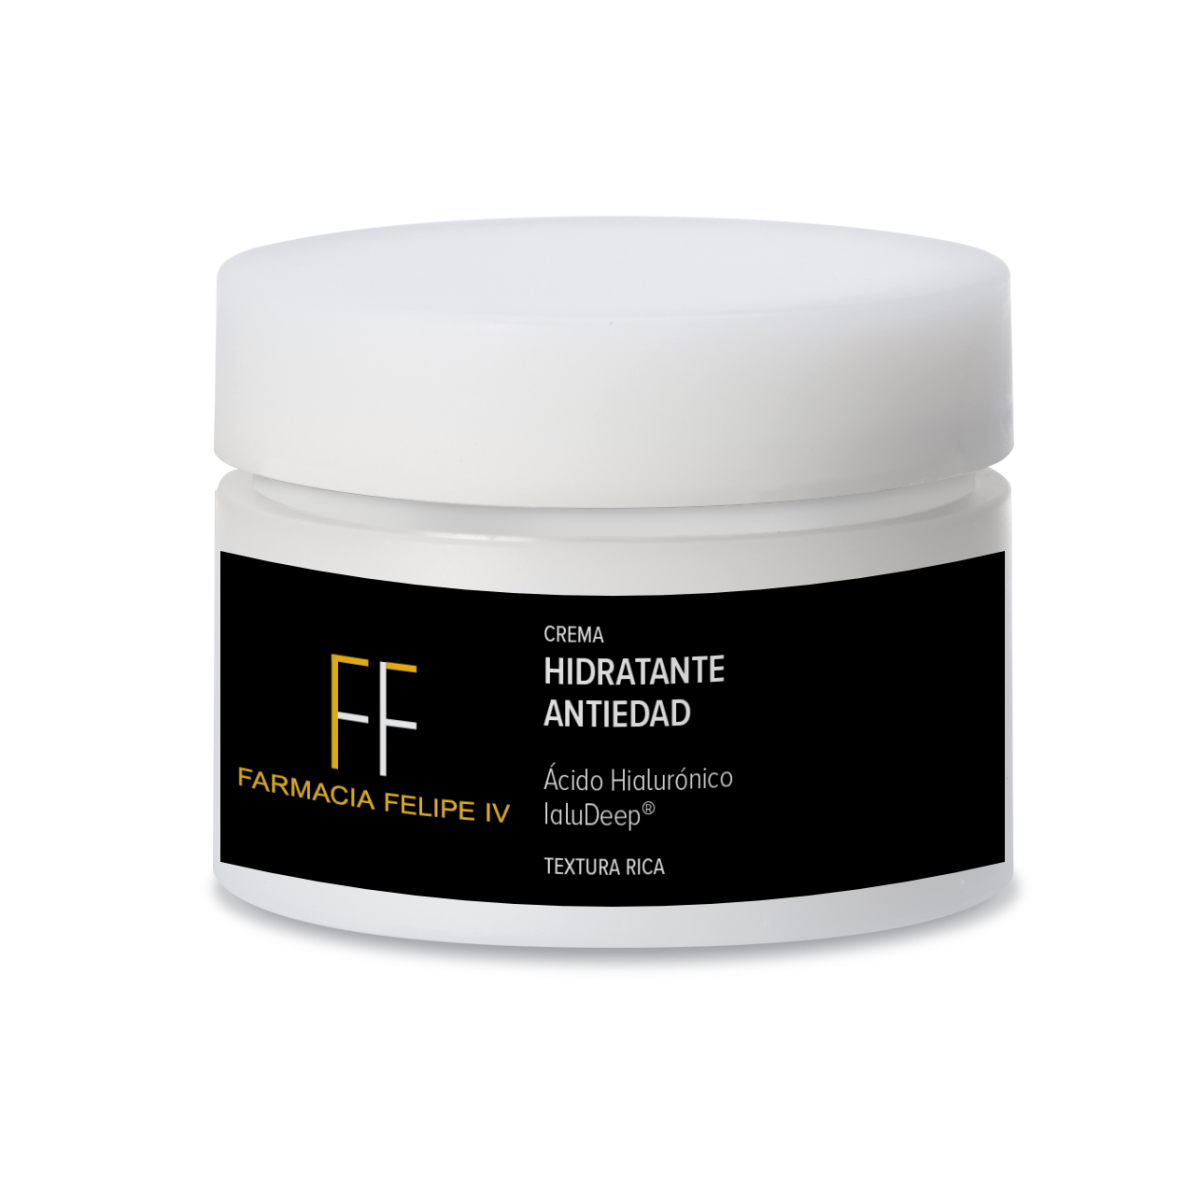 FF
FARMACIA FELIPE IV
CREMA
HIDRATANTE
ANTIEDAD
Ácido Hialurónico
IaluDeep®
TEXTURA RICA